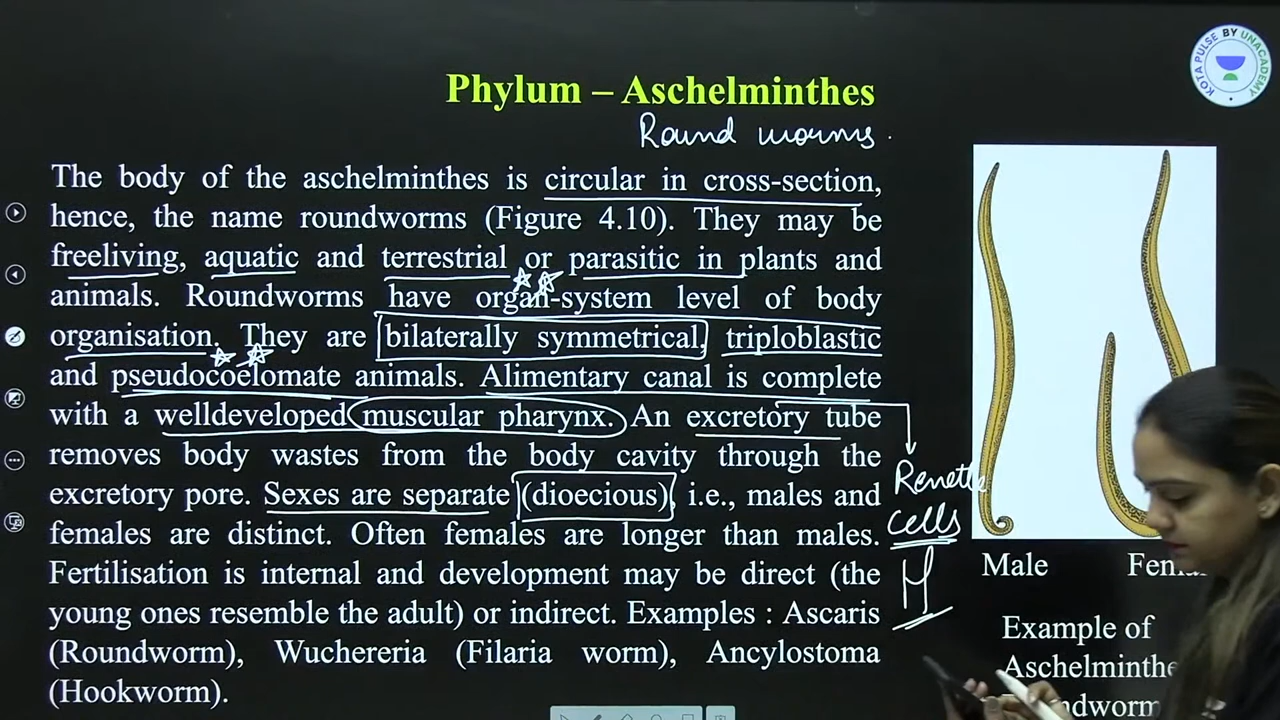 KOTA PULSE BY UNACADEMY
Phylum – Aschelminthes
Round worms.
The body of the aschelminthes is circular in cross-section,
hence, the name roundworms (Figure 4.10). They may be
freeliving, aquatic and terrestrial or parasitic in plants and
animals. Roundworms have organ-system level of body
organisation. They are bilaterally symmetrical, triploblastic
and pseudocoelomate animals. Alimentary canal is complete
with a welldeveloped muscular pharynx. An excretory tube
removes body wastes from the body cavity through the
excretory pore. Sexes are separate (dioecious), i.e., males and
females are distinct. Often females are longer than males.
Fertilisation is internal and development may be direct (the
young ones resemble the adult) or indirect. Examples : Ascaris
(Roundworm), Wuchereria (Filaria worm), Ancylostoma
(Hookworm).
Renette
cells
H
Male
Example of